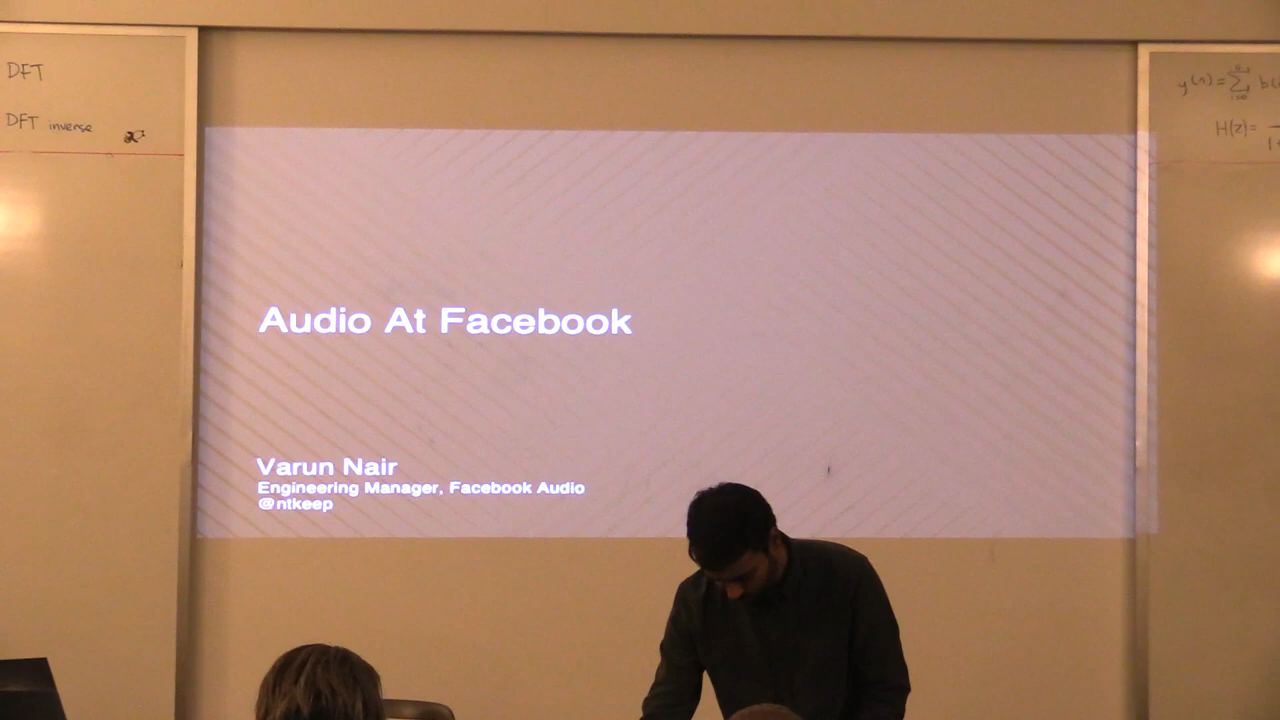 DFT
DFT inverse
Audio At Facebook
Varun Nair
Engineering Manager, Facebook Audio
@ntkeep
y(n) = Σ
H(z)=